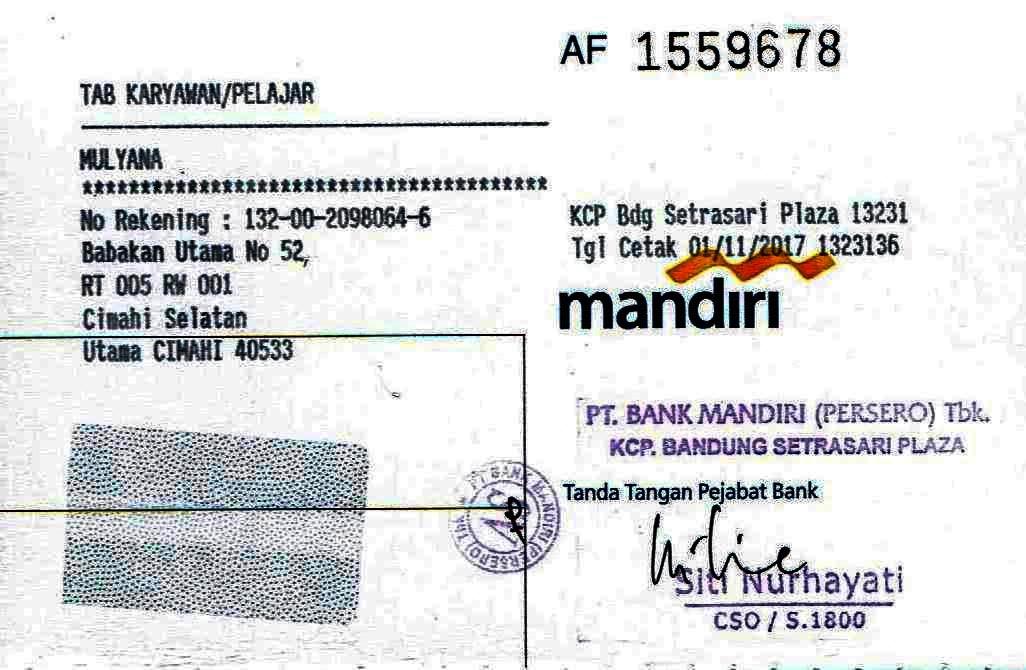 AF 1559678
TAB KARYAWAN/PELAJAR
MULYANA
****************************************
No Rekening : 132-00-2098064-6
Babakan Utama No 52,
RT 005 RW 001
Cimahi Selatan
Utama CIMAHI 40533
KCP Bdg Setrasari Plaza 13231
Tgl Cetak 01/11/2017 1323136
mandiri
PT. BANK MANDIRI (PERSERO) Tbk.
KCP. BANDUNG SETRASARI PLAZA
PT BANK MANDIRI (PERSERO) Tbk
Tanda Tangan Pejabat Bank
Siti Nurhayati
CSO / S.1800